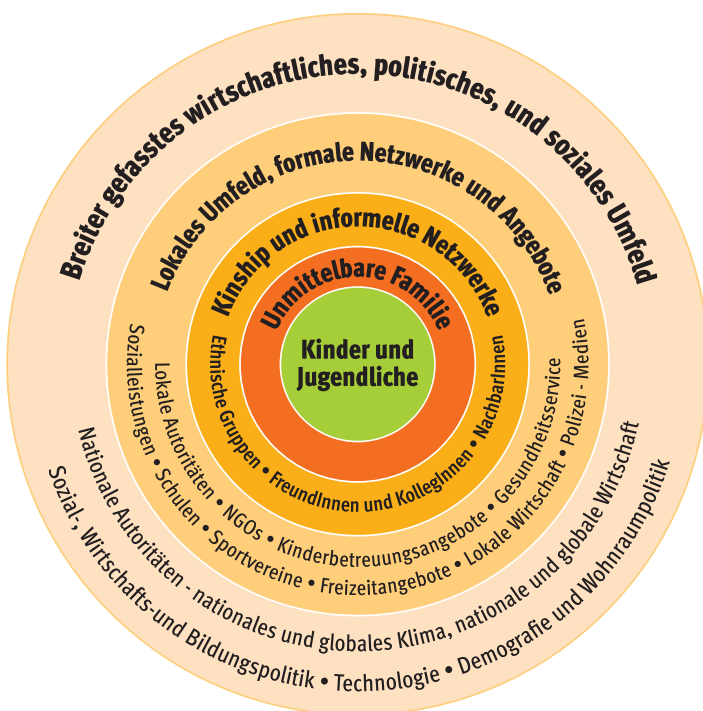 Breiter gefasstes wirtschaftliches, politisches, und soziales Umfeld
Lokales Umfeld, formale Netzwerke und Angebote
Kinship und informelle Netzwerke
Unmittelbare Familie
Kinder und
Jugendliche
Ethnische Gruppen • FreundInnen und KollegInnen • NachbarInnen
Lokale Autoritäten • NGOs • Kinderbetreuungsangebote • Gesundheitsservice
Sozialleistungen • Schulen • Sportvereine • Freizeitangebote • Lokale Wirtschaft • Polizei - Medien
Nationale Autoritäten - nationales und globales Klima, nationale und globale Wirtschaft
Sozial-, Wirtschafts-und Bildungspolitik • Technologie • Demografie und Wohnraumpolitik